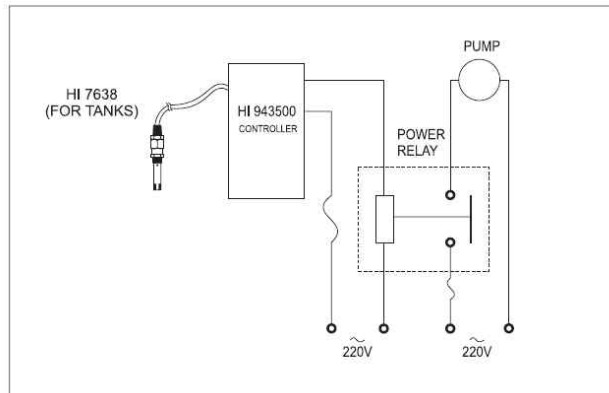 PUMP
HI 7638
(FOR TANKS)
HI 943500
CONTROLLER
POWER
RELAY
~
220V
~
220V